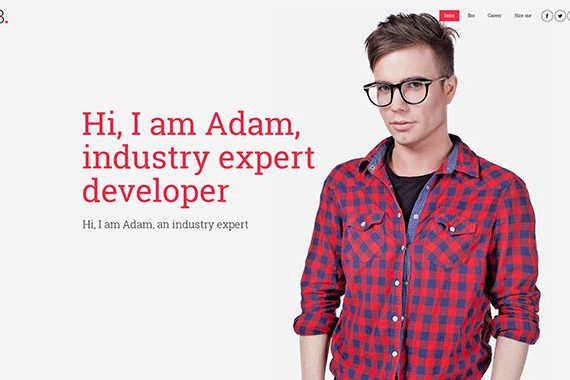 B.
Intro Bio Career Hire me
Hi, I am Adam,
industry expert
developer
Hi, I am Adam, an industry expert